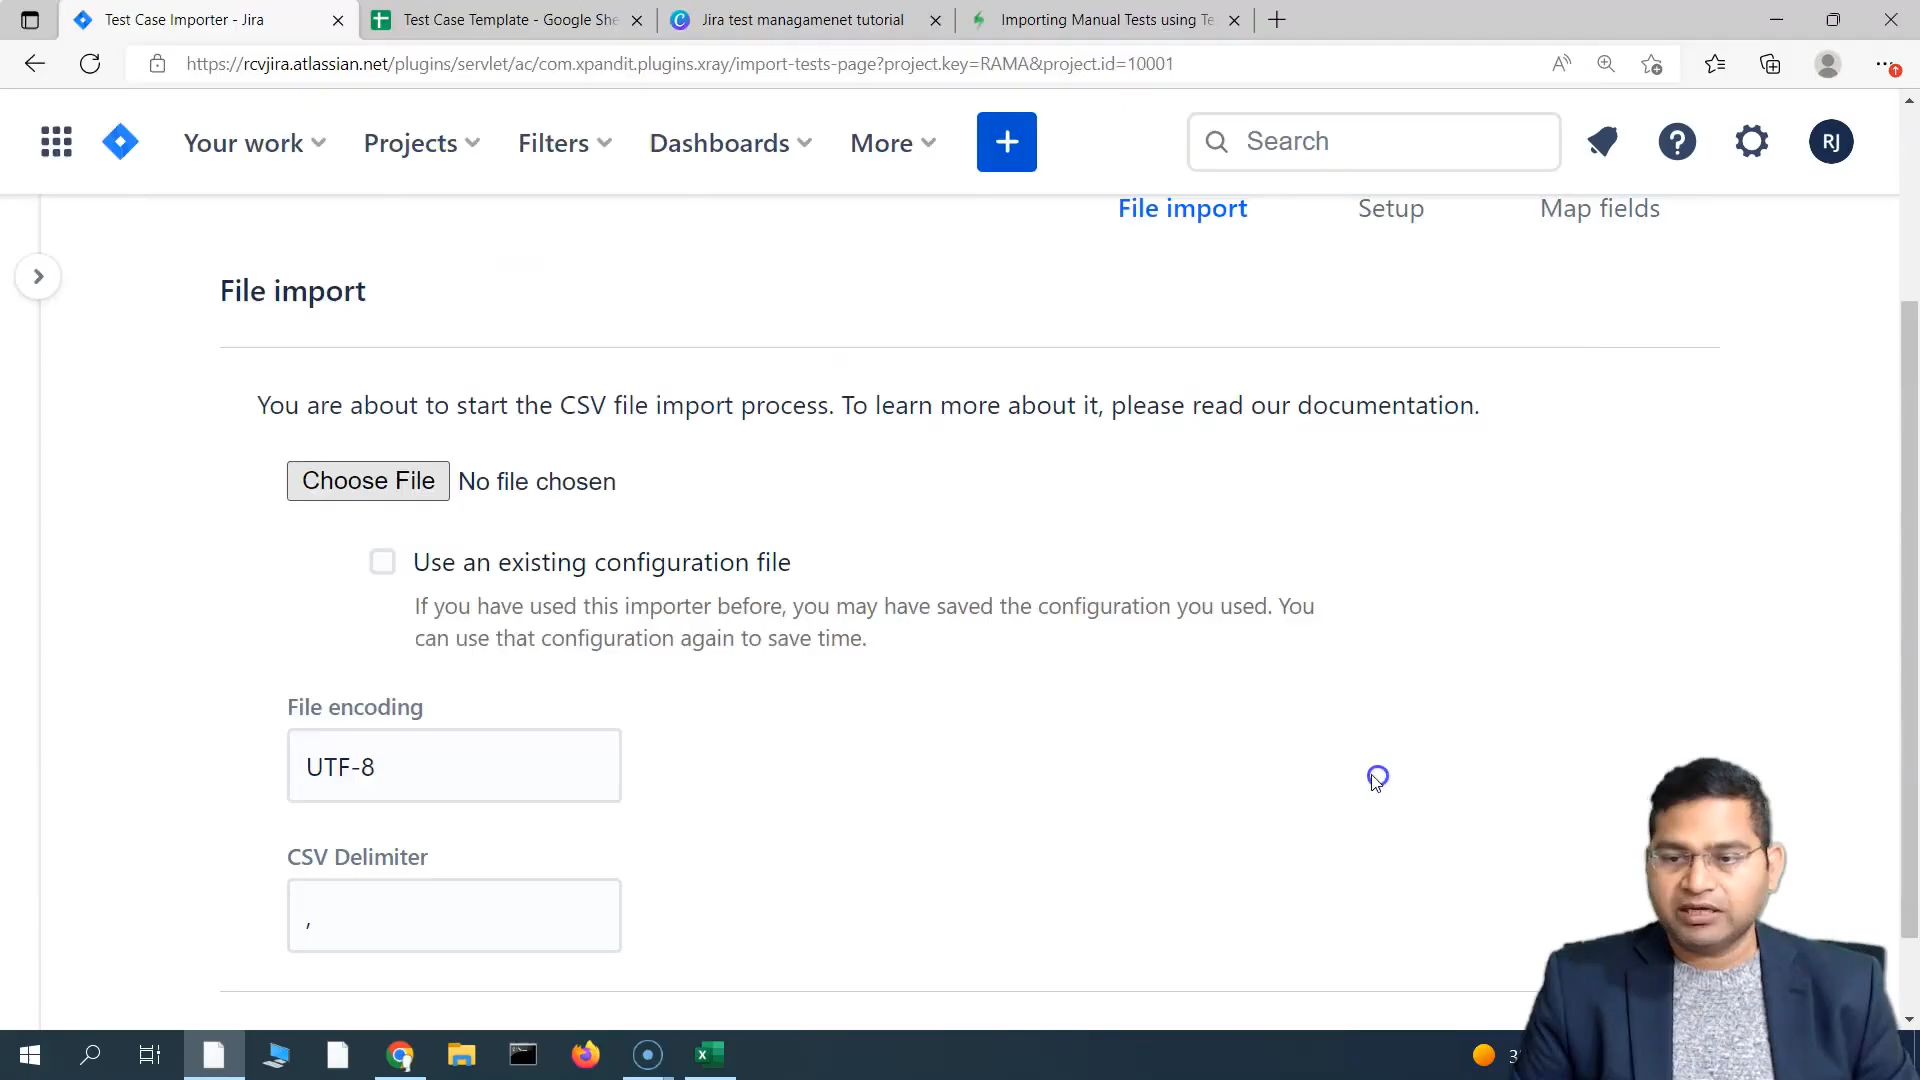 Test Case Importer - Jira
Test Case Template - Google She
Jira test managamenet tutorial
Importing Manual Tests using Te
https://rcvjira.atlassian.net/plugins/servlet/ac/com.xpandit.plugins.xray/import-tests-page?project.key=RAMA&project.id=10001
Your work Projects Filters Dashboards More + Search RJ
File import Setup Map fields
File import
You are about to start the CSV file import process. To learn more about it, please read our documentation.
Choose File No file chosen
Use an existing configuration file
If you have used this importer before, you may have saved the configuration you used. You
can use that configuration again to save time.
File encoding
UTF-8
CSV Delimiter
,